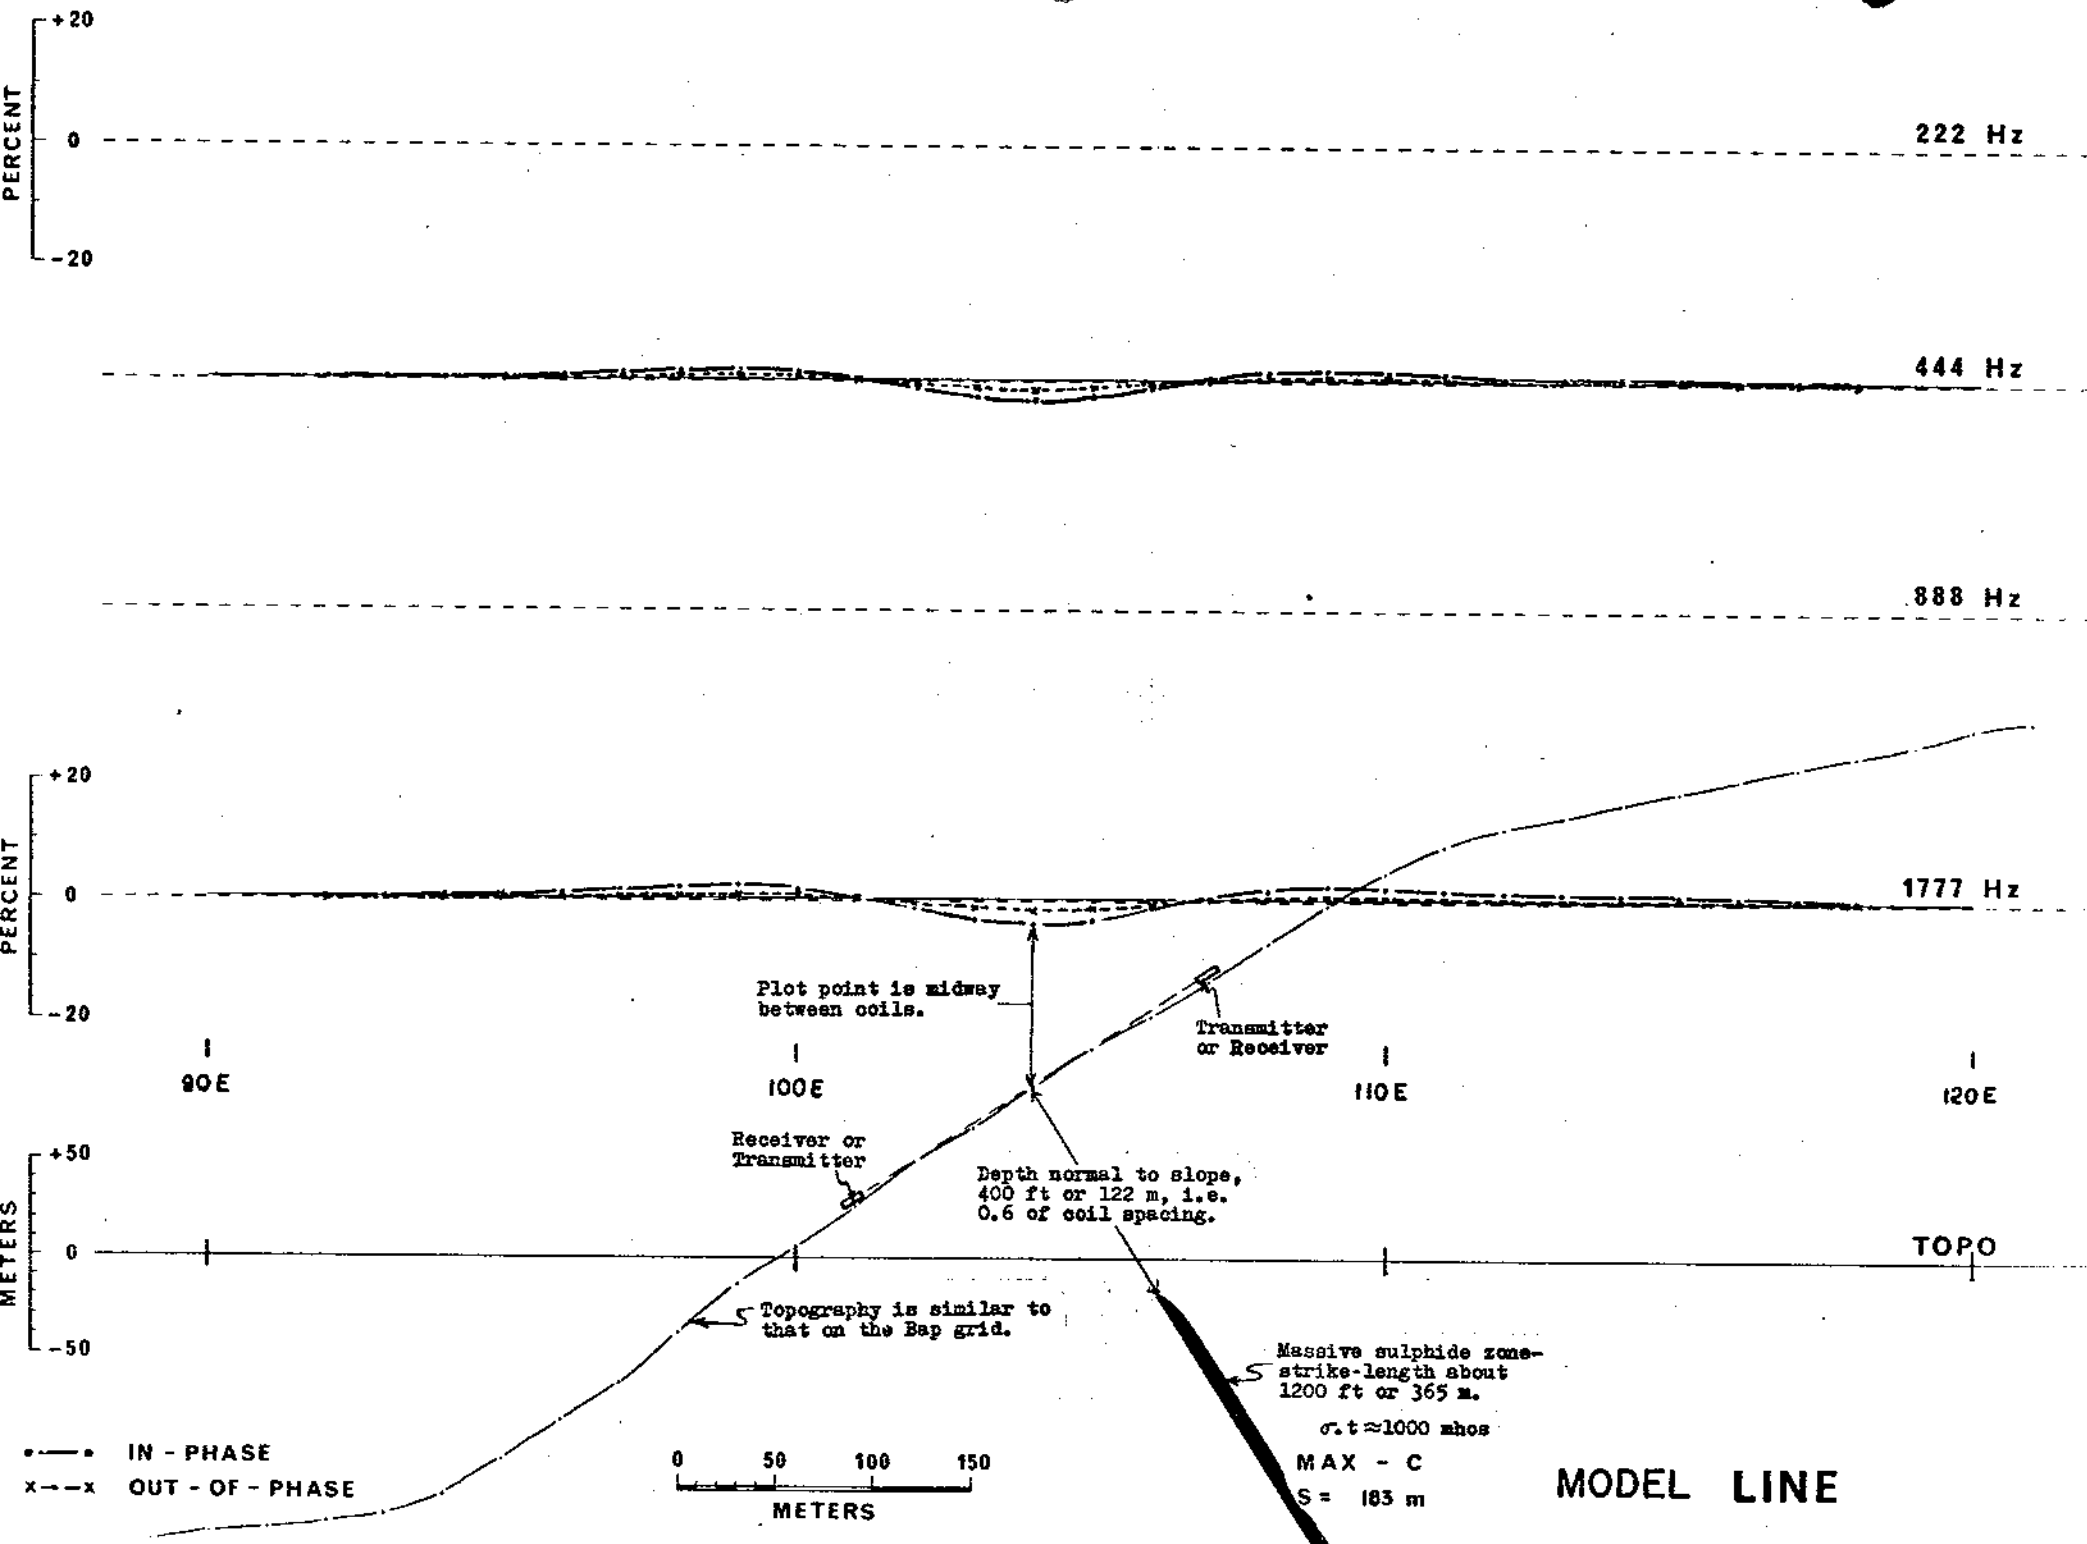 +20
PERCENT
0
-20
222 Hz
444 Hz
888 Hz
+20
PERCENT
0
-20
1777 Hz
Plot point is midway
between coils.
Transmitter
or Receiver
90E
100E
110E
120E
Receiver or
Transmitter
Depth normal to slope,
400 ft or 122 m, i.e.
0.6 of coil spacing.
+50
METERS
0
-50
TOPO
Topography is similar to
that on the Bap grid.
Massive sulphide zone-
strike-length about
1200 ft or 365 m.
σ.t≈1000 mhos
IN - PHASE
OUT - OF - PHASE
0 50 100 150
METERS
MAX - C
S = 183 m
MODEL LINE